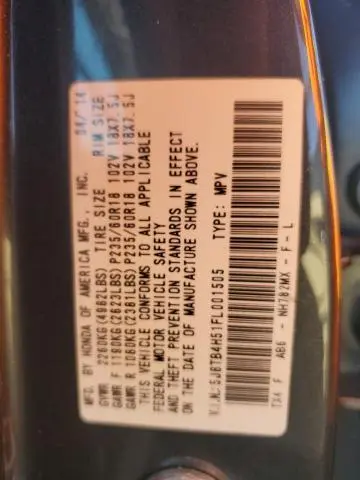 MFD. BY HONDA OF AMERICA MFG., INC. 04/14
TIRE SIZE RIM SIZE
GVWR 2260KG(4982LBS)
GAWR F 1190KG(2623LBS) P235/60R18 102V 18X7.5J
GAWR R 1080KG(2381LBS) P235/60R18 102V 18X7.5J
THIS VEHICLE CONFORMS TO ALL APPLICABLE
FEDERAL MOTOR VEHICLE SAFETY
AND THEFT PREVENTION STANDARDS IN EFFECT
ON THE DATE OF MANUFACTURE SHOWN ABOVE.
V.I.N.: 5J8TB4H51FL001505 TYPE: MPV
TX4 F AB6 - NH782MX - F - L